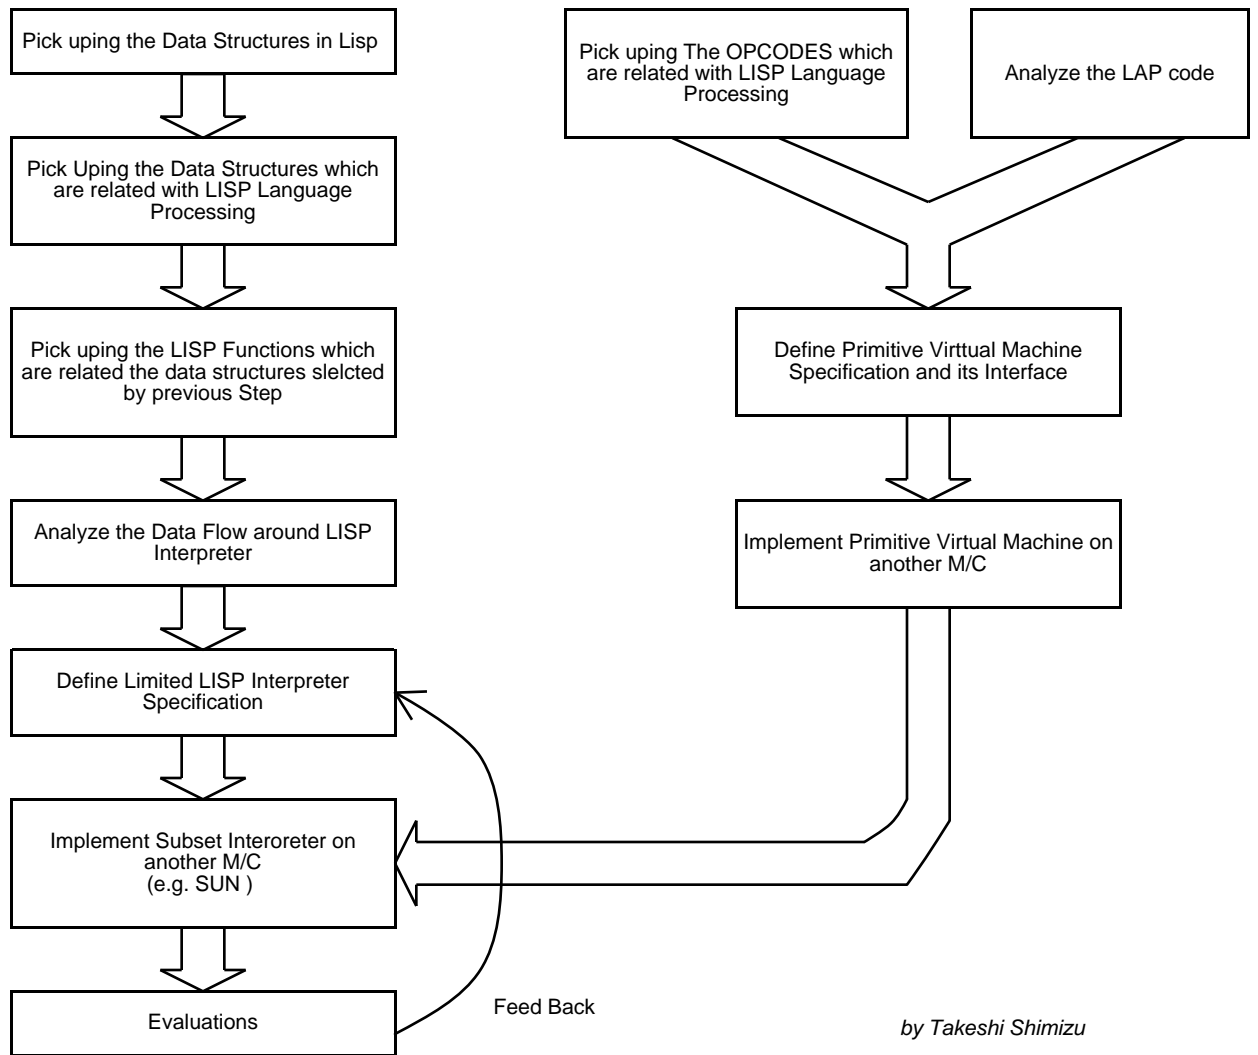 Pick uping the Data Structures in Lisp
Pick Uping the Data Structures which
are related with LISP Language
Processing
Pick uping the LISP Functions which
are related the data structures slelcted
by previous Step
Analyze the Data Flow around LISP
Interpreter
Define Limited LISP Interpreter
Specification
Implement Subset Interoreter on
another M/C
(e.g. SUN )
Evaluations
Feed Back
Pick uping The OPCODES which
are related with LISP Language
Processing
Analyze the LAP code
Define Primitive Virttual Machine
Specification and its Interface
Implement Primitive Virtual Machine on
another M/C
by Takeshi Shimizu